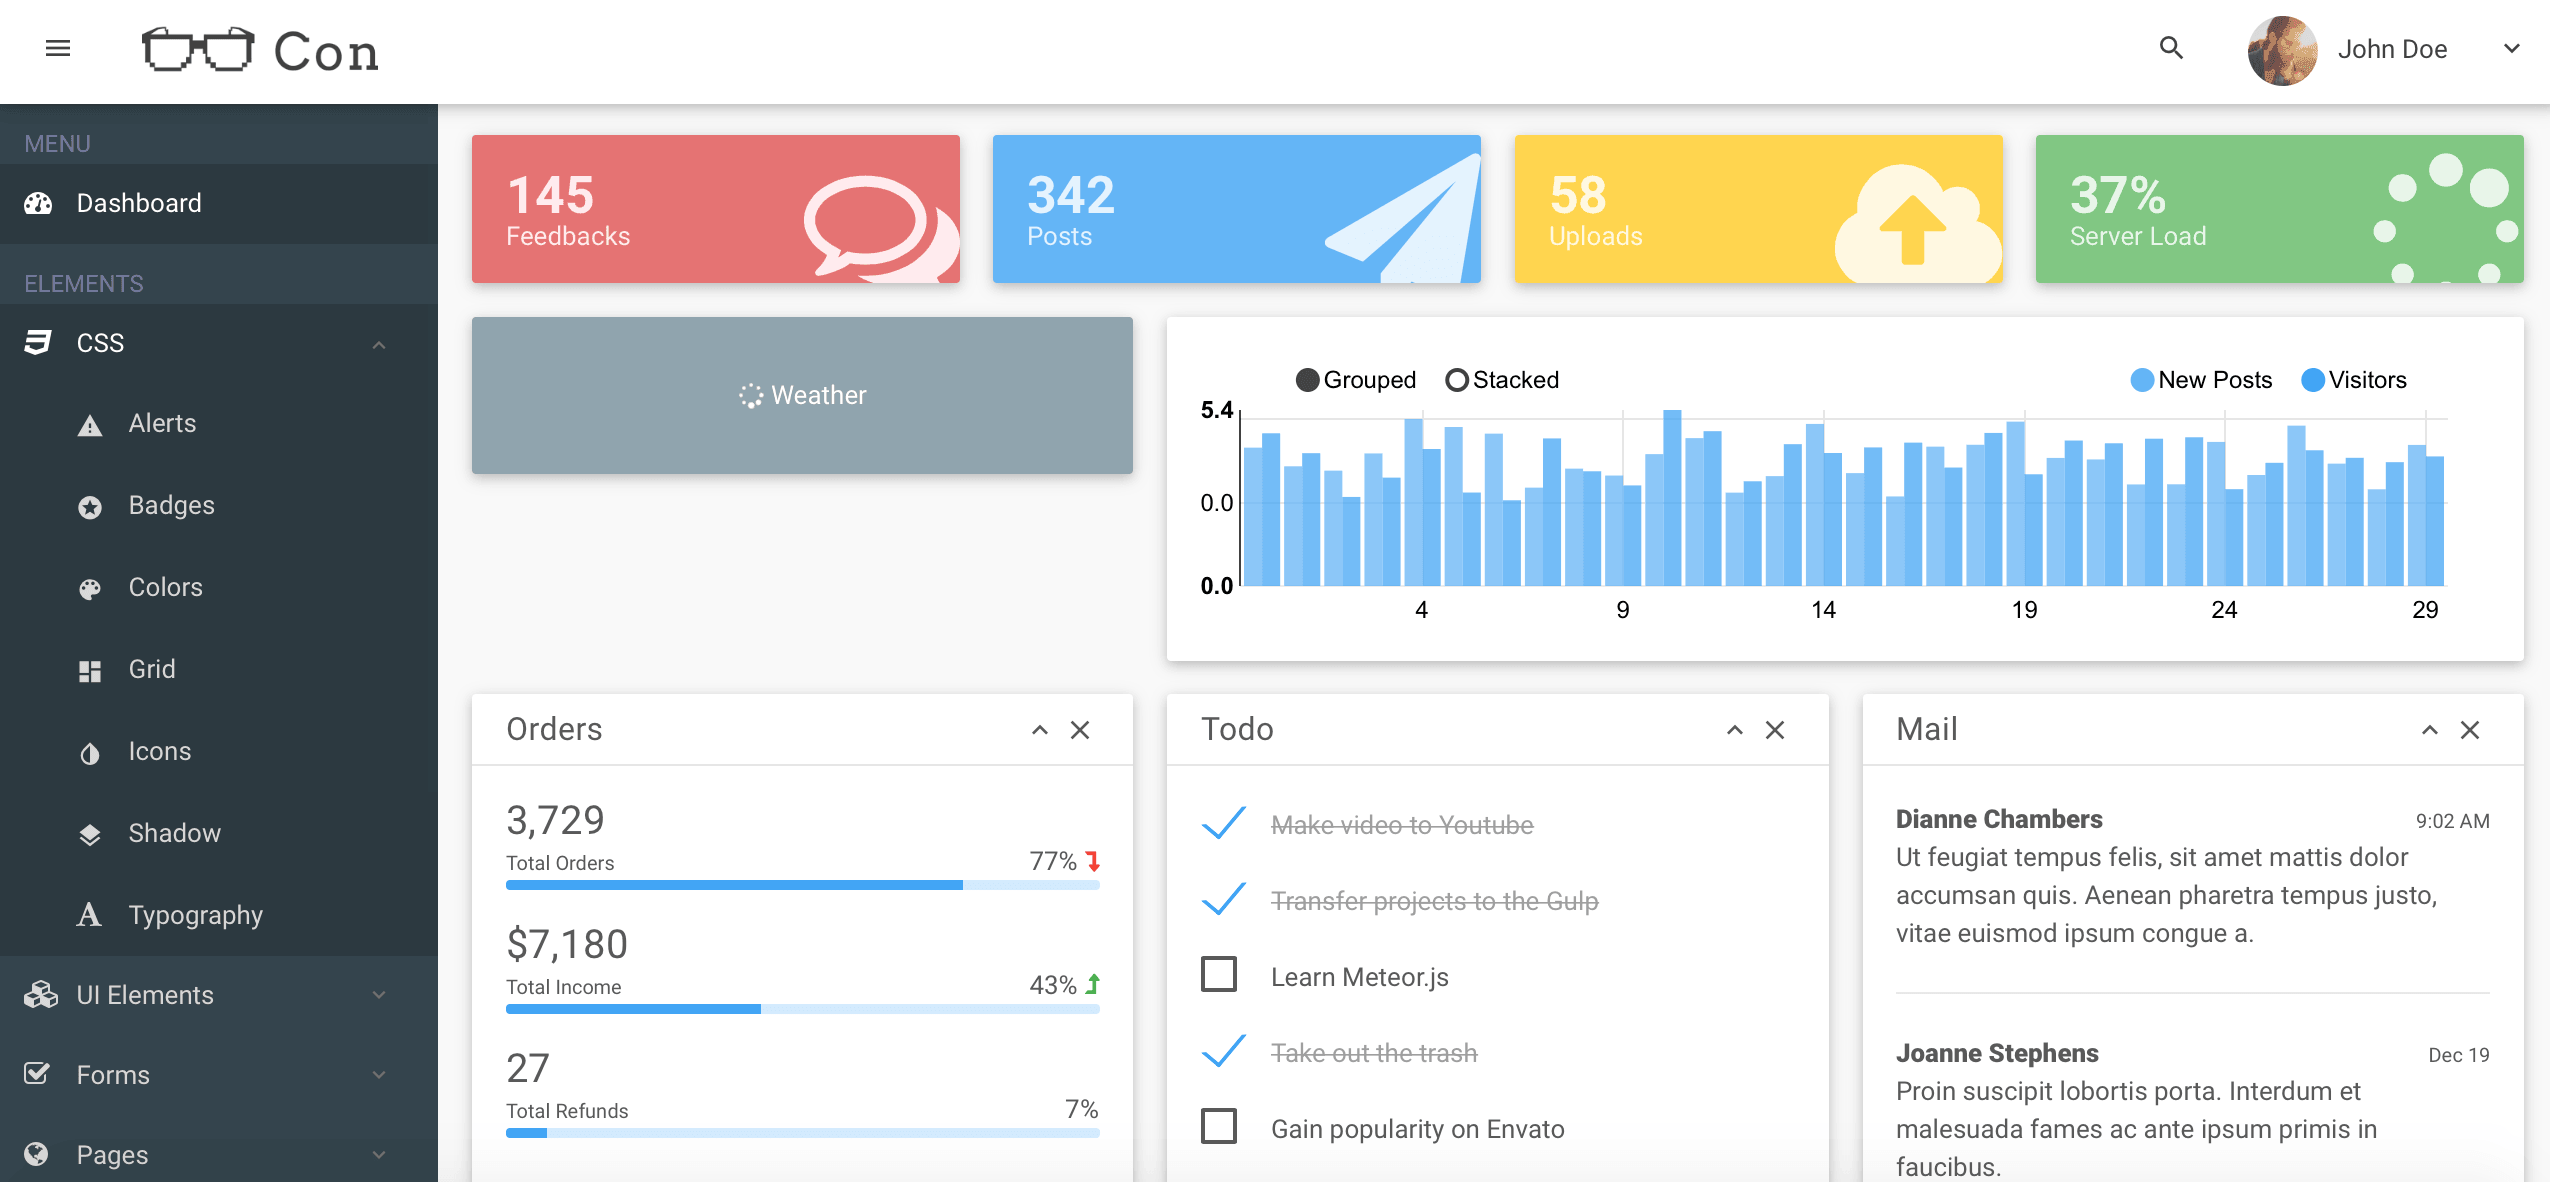 Con
John Doe
MENU
Dashboard
ELEMENTS
CSS
Alerts
Badges
Colors
Grid
Icons
Shadow
Typography
UI Elements
Forms
Pages
145
Feedbacks
342
Posts
58
Uploads
37%
Server Load
Weather
Grouped Stacked New Posts Visitors
5.4
0.0
0.0
4 9 14 19 24 29
Orders
3,729
Total Orders 77%
$7,180
Total Income 43%
27
Total Refunds 7%
Todo
Make video to Youtube
Transfer projects to the Gulp
Learn Meteor.js
Take out the trash
Gain popularity on Envato
Mail
Dianne Chambers 9:02 AM
Ut feugiat tempus felis, sit amet mattis dolor
accumsan quis. Aenean pharetra tempus justo,
vitae euismod ipsum congue a.
Joanne Stephens Dec 19
Proin suscipit lobortis porta. Interdum et
malesuada fames ac ante ipsum primis in
faucibus.